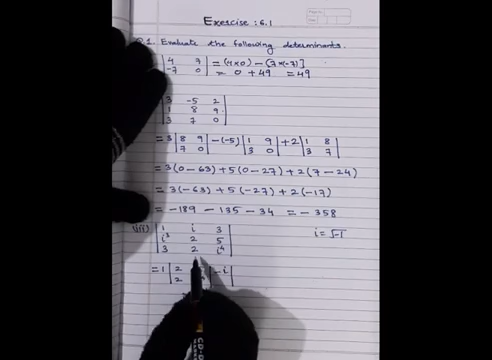 Exercise : 6.1
Q.1 Evaluate the following determinants.
| 4 7 | = (4×0) − [7×(-7)]
| -7 0 | = 0 + 49 = 49
| 3 -5 2 |
| 1 8 9 |
| 3 7 0 |
= 3 | 8 9 | −(-5) | 1 9 | + 2 | 1 8 |
| 7 0 | | 3 0 | | 3 7 |
= 3(0 − 63) + 5(0 − 27) + 2(7 − 24)
= 3(-63) + 5(-27) + 2(-17)
= -189 − 135 − 34 = -358
(iii) | 1 i 3 |
| i³ 2 5 | i = √-1
| 3 2 i⁴ |
= 1 | 2 | − i |
| 2